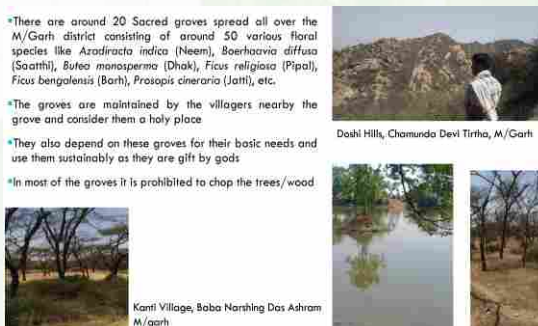 There are around 20 Sacred groves spread all over the
M/Garh district consisting of around 50 various floral
species like Azadiracta indica (Neem), Boerhaavia diffusa
(Saatthi), Butea monosperma (Dhak), Ficus religiosa (Pipal),
Ficus bengalensis (Barh), Prosopis cineraria (Jatti), etc.
The groves are maintained by the villagers nearby the
grove and consider them a holy place
They also depend on these groves for their basic needs and
use them sustainably as they are gift by gods
In most of the groves it is prohibited to chop the trees/wood
Doshi Hills, Chamunda Devi Tirtha, M/Garh
Kanti Village, Baba Narshing Das Ashram
M/garh